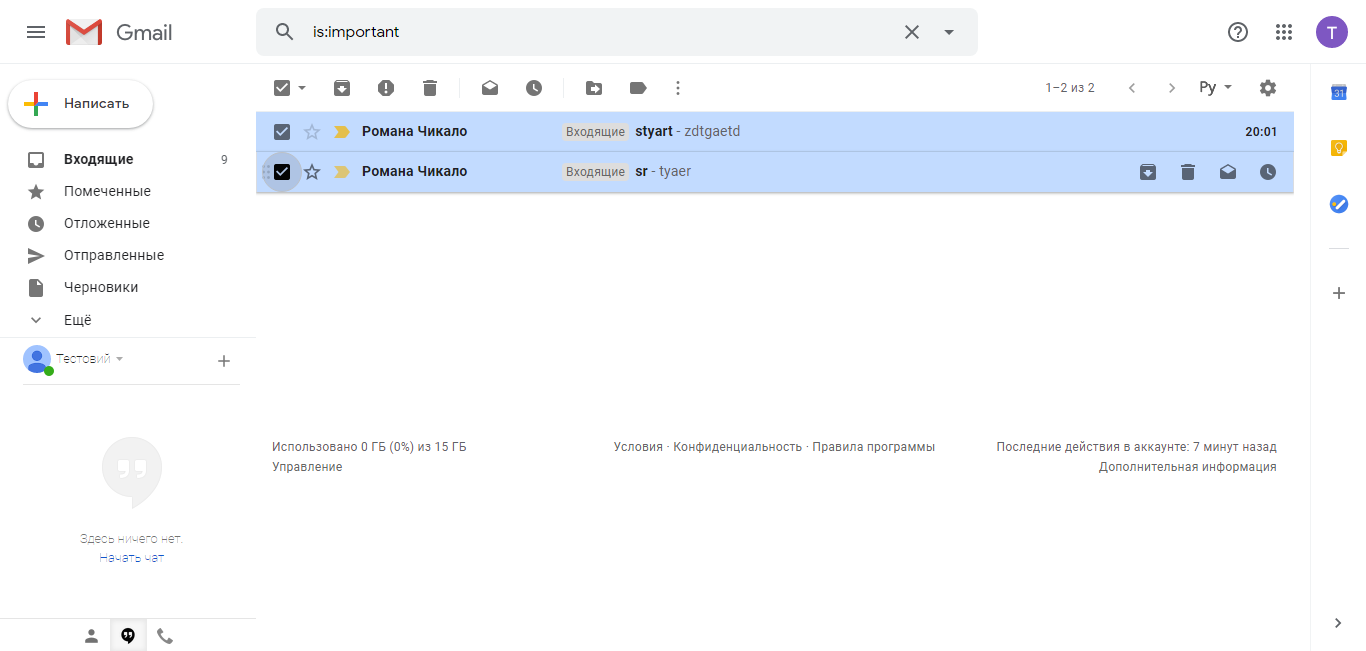 Gmail
is:important
T
Написать
1–2 из 2
Ру
31
Входящие 9
Помеченные
Отложенные
Отправленные
Черновики
Ещё
Романа Чикало Входящие styart - zdtgaetd 20:01
Романа Чикало Входящие sr - tyaer
Тестовий
Здесь ничего нет.
Начать чат
Использовано 0 ГБ (0%) из 15 ГБ
Управление
Условия · Конфиденциальность · Правила программы
Последние действия в аккаунте: 7 минут назад
Дополнительная информация